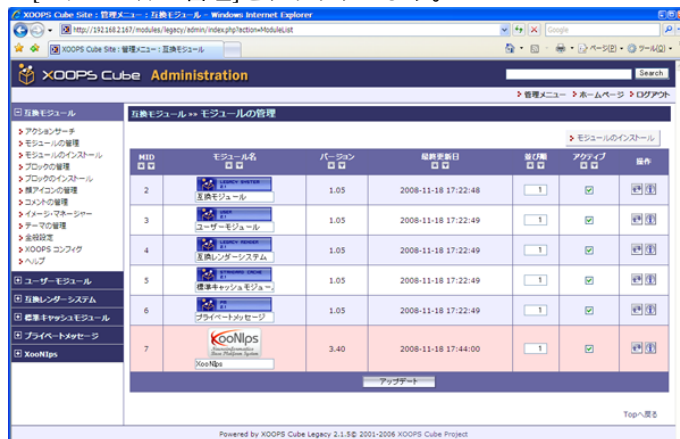 XOOPS Cube Site : 管理メニュー : 互換モジュール - Windows Internet Explorer
http://192.168.2.167/modules/legacy/admin/index.php?action=ModuleList
Google
XOOPS Cube Site : 管理メニュー : 互換モジュール
ページ(P)
ツール(O)
XOOPS Cube Administration
Search
管理メニュー ホームページ ログアウト
互換モジュール
互換モジュール »» モジュールの管理
アクションサーチ
モジュールの管理
モジュールのインストール
ブロックの管理
ブロックのインストール
顔アイコンの管理
コメントの管理
イメージ・マネージャー
テーマの管理
全般設定
XOOPS コンフィグ
ヘルプ
ユーザーモジュール
互換レンダーシステム
標準キャッシュモジュール
プライベートメッセージ
XooNIps
モジュールのインストール
MID モジュール名 バージョン 最終更新日 並び順 アクティブ 操作
2 LEGACY SYSTEM 互換モジュール 1.05 2008-11-18 17:22:48 1
3 USER ユーザーモジュール 1.05 2008-11-18 17:22:49 1
4 LEGACY RENDER 互換レンダーシステム 1.05 2008-11-18 17:22:49 1
5 STANDARD CACHE 標準キャッシュモジュー 1.05 2008-11-18 17:22:49 1
6 PM プライベートメッセージ 1.05 2008-11-18 17:22:49 1
7 XooNIps XooNIps 3.40 2008-11-18 17:44:00 1
アップデート
Topへ戻る
Powered by XOOPS Cube Legacy 2.1.5© 2001-2006 XOOPS Cube Project